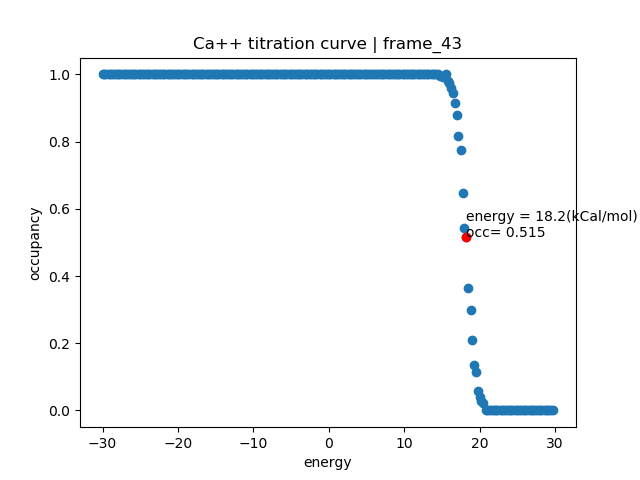 Ca++ titration curve | frame_43
1.0
0.8
0.6
0.4
0.2
0.0
occupancy
energy = 18.2(kCal/mol)
occ= 0.515
−30
−20
−10
0
10
20
30
energy